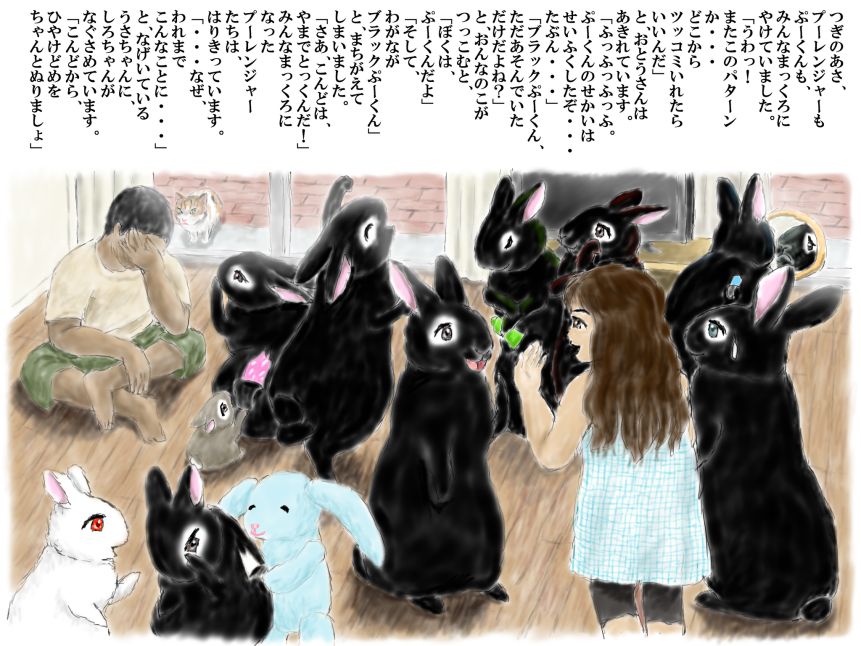 つぎのあさ、
プーレンジャーも
ぷーくんも、
みんなまっくろに
やけていました。
「うわっ!
またこのパターン
か・・・
どこから
ツッコミいれたら
いいんだ」
と、おとうさんは
あきれています。
「ふっふっふっふ。
ぷーくんのせかいは
せいふくしたぞ・・・
たぶん・・・」
「ブラックぷーくん、
ただあそんでいた
だけだよね?」
と、おんなのこが
つっこむと、
「ぼくは、
ぷーくんだよ」
「そして、
わがなが
ブラックぷーくん」
と、まちがえて
しまいました。
「さあ、こんどは、
やまでとっくんだ!」
みんなまっくろに
なった
プーレンジャー
たちは、
はりきっています。
「・・・なぜ、
われまで
こんなことに・・・」
と、なげいている
うさちゃんに
しろちゃんが
なぐさめています。
「こんどから、
ひやけどめを
ちゃんとぬりましょ」